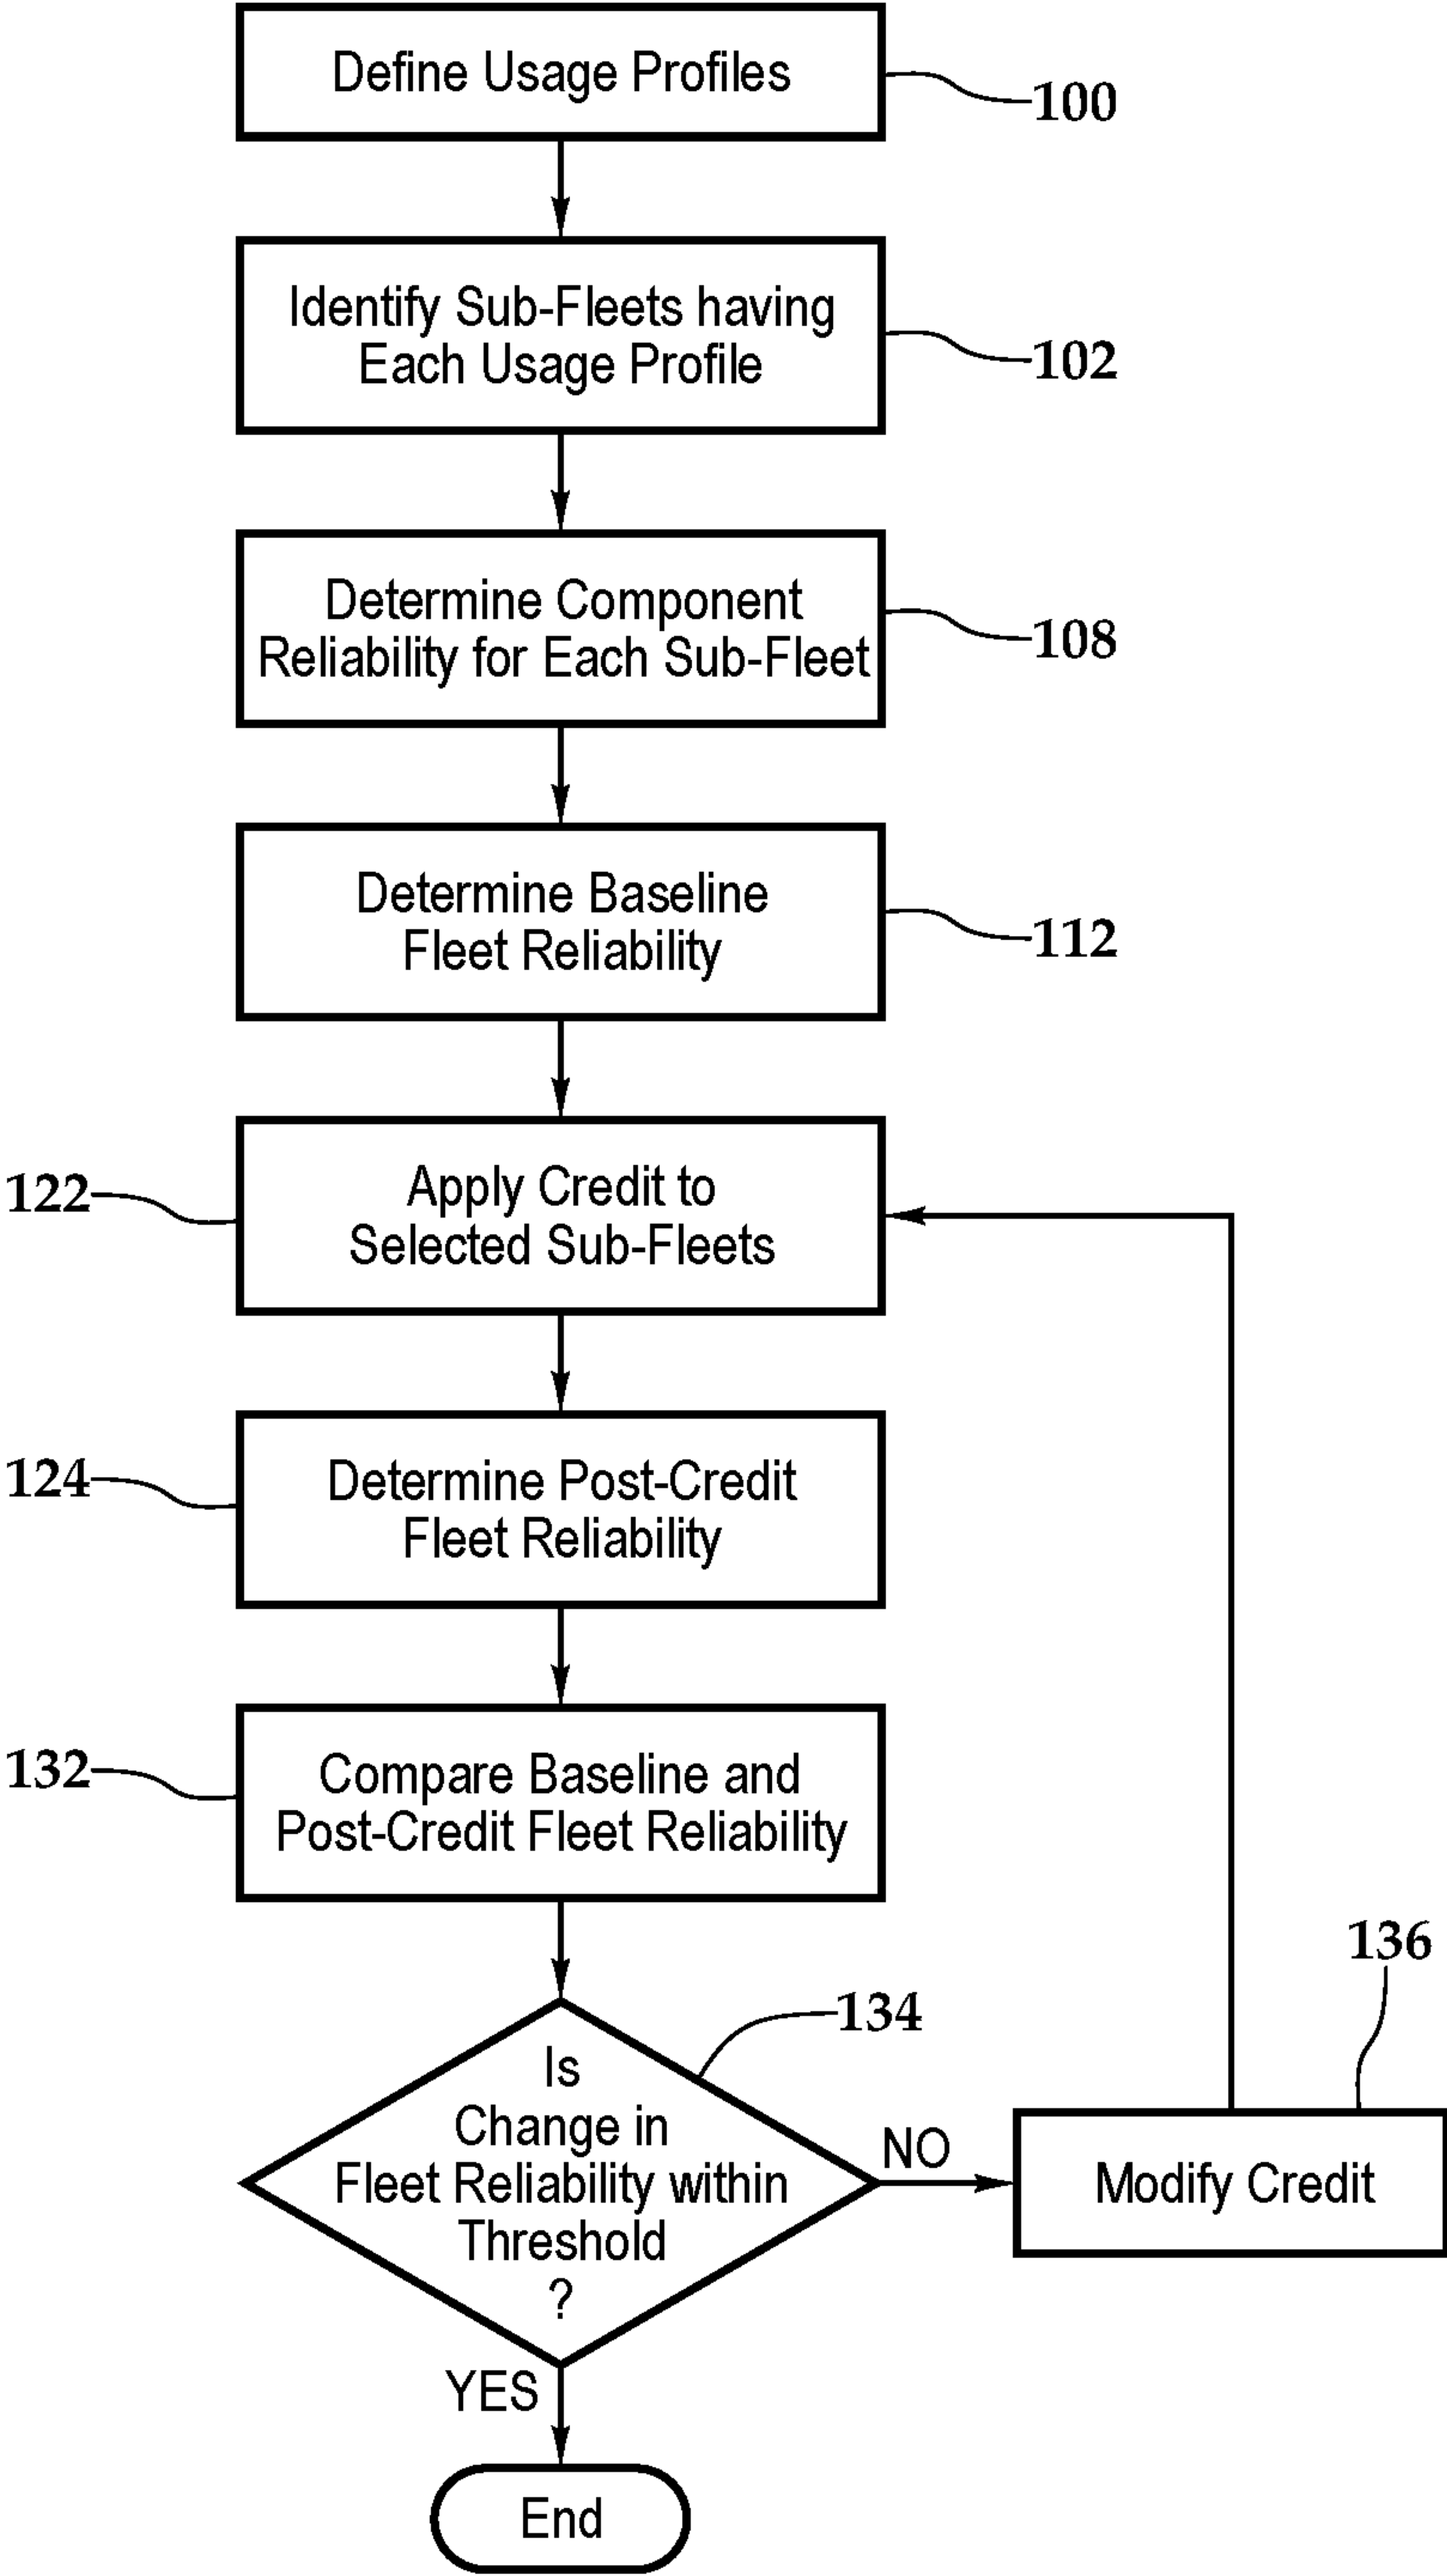 Define Usage Profiles
100
Identify Sub-Fleets having
Each Usage Profile
102
Determine Component
Reliability for Each Sub-Fleet
108
Determine Baseline
Fleet Reliability
112
122
Apply Credit to
Selected Sub-Fleets
124
Determine Post-Credit
Fleet Reliability
132
Compare Baseline and
Post-Credit Fleet Reliability
134
Is
Change in
Fleet Reliability within
Threshold
?
NO
136
Modify Credit
YES
End